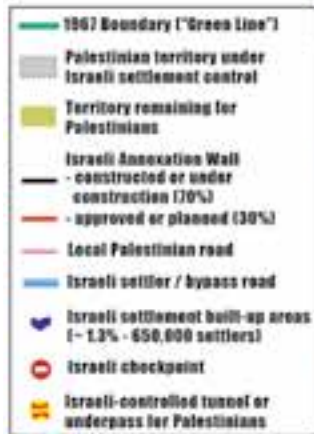 1967 Boundary ("Green Line")
Palestinian territory under
Israeli settlement control
Territory remaining for
Palestinians
Israeli Annexation Wall
- constructed or under
construction (70%)
- approved or planned (30%)
Local Palestinian road
Israeli settler / bypass road
Israeli settlement built-up areas
(~ 1.3% - 650,000 settlers)
Israeli checkpoint
Israeli-controlled tunnel or
underpass for Palestinians